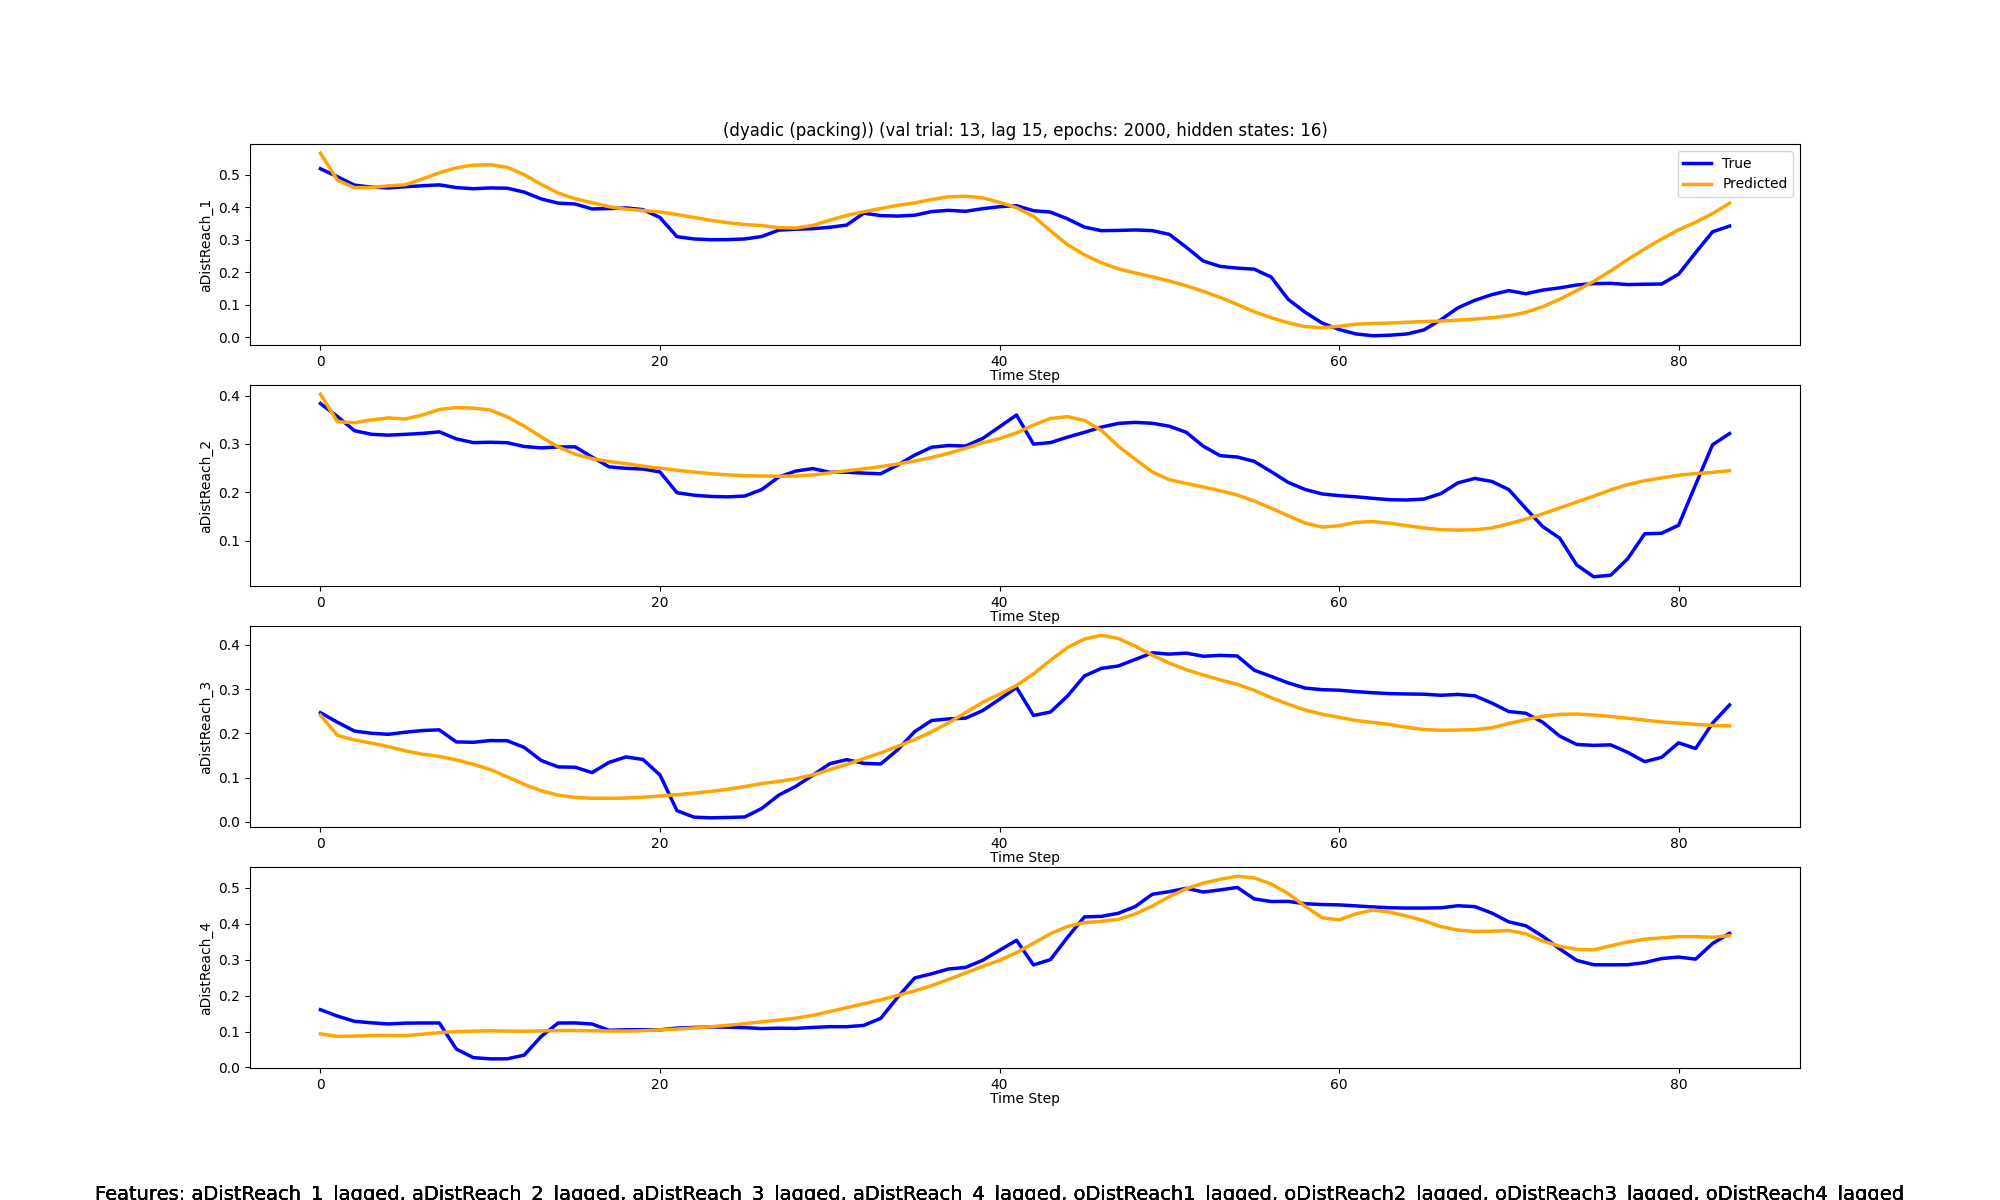 (dyadic (packing)) (val trial: 13, lag 15, epochs: 2000, hidden states: 16)
True
Predicted
aDistReach_1
0.5
0.4
0.3
0.2
0.1
0.0
0 20 40 60 80
Time Step
aDistReach_2
0.4
0.3
0.2
0.1
0 20 40 60 80
Time Step
aDistReach_3
0.4
0.3
0.2
0.1
0.0
0 20 40 60 80
Time Step
aDistReach_4
0.5
0.4
0.3
0.2
0.1
0.0
0 20 40 60 80
Time Step
Features: aDistReach_1_lagged, aDistReach_2_lagged, aDistReach_3_lagged, aDistReach_4_lagged, oDistReach1_lagged, oDistReach2_lagged, oDistReach3_lagged, oDistReach4_lagged